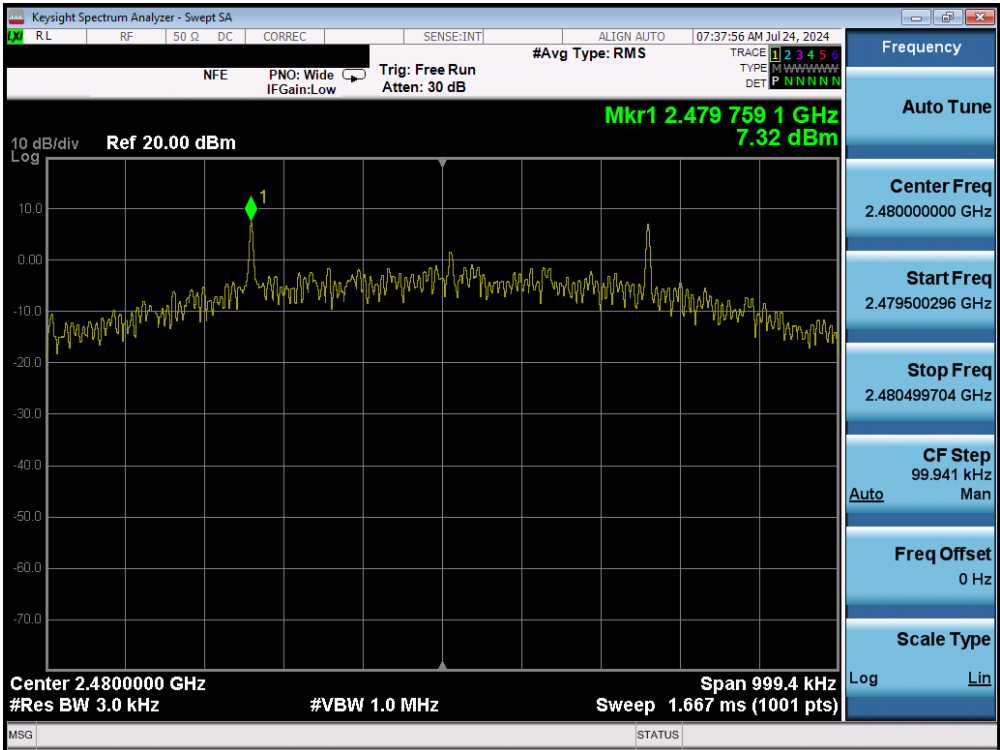 Keysight Spectrum Analyzer - Swept SA
LXI RL RF 50 Ω DC CORREC SENSE:INT ALIGN AUTO 07:37:56 AM Jul 24, 2024
#Avg Type: RMS
TRACE 1 2 3 4 5 6
TYPE M WWWWW
DET P N N N N N
NFE PNO: Wide Trig: Free Run
IFGain:Low Atten: 30 dB
Mkr1 2.479 759 1 GHz
7.32 dBm
10 dB/div Ref 20.00 dBm
Log
1
10.0
0.00
-10.0
-20.0
-30.0
-40.0
-50.0
-60.0
-70.0
Center 2.4800000 GHz Span 999.4 kHz
#Res BW 3.0 kHz #VBW 1.0 MHz Sweep 1.667 ms (1001 pts)
MSG STATUS
Frequency
Auto Tune
Center Freq
2.480000000 GHz
Start Freq
2.479500296 GHz
Stop Freq
2.480499704 GHz
CF Step
99.941 kHz
Auto Man
Freq Offset
0 Hz
Scale Type
Log Lin